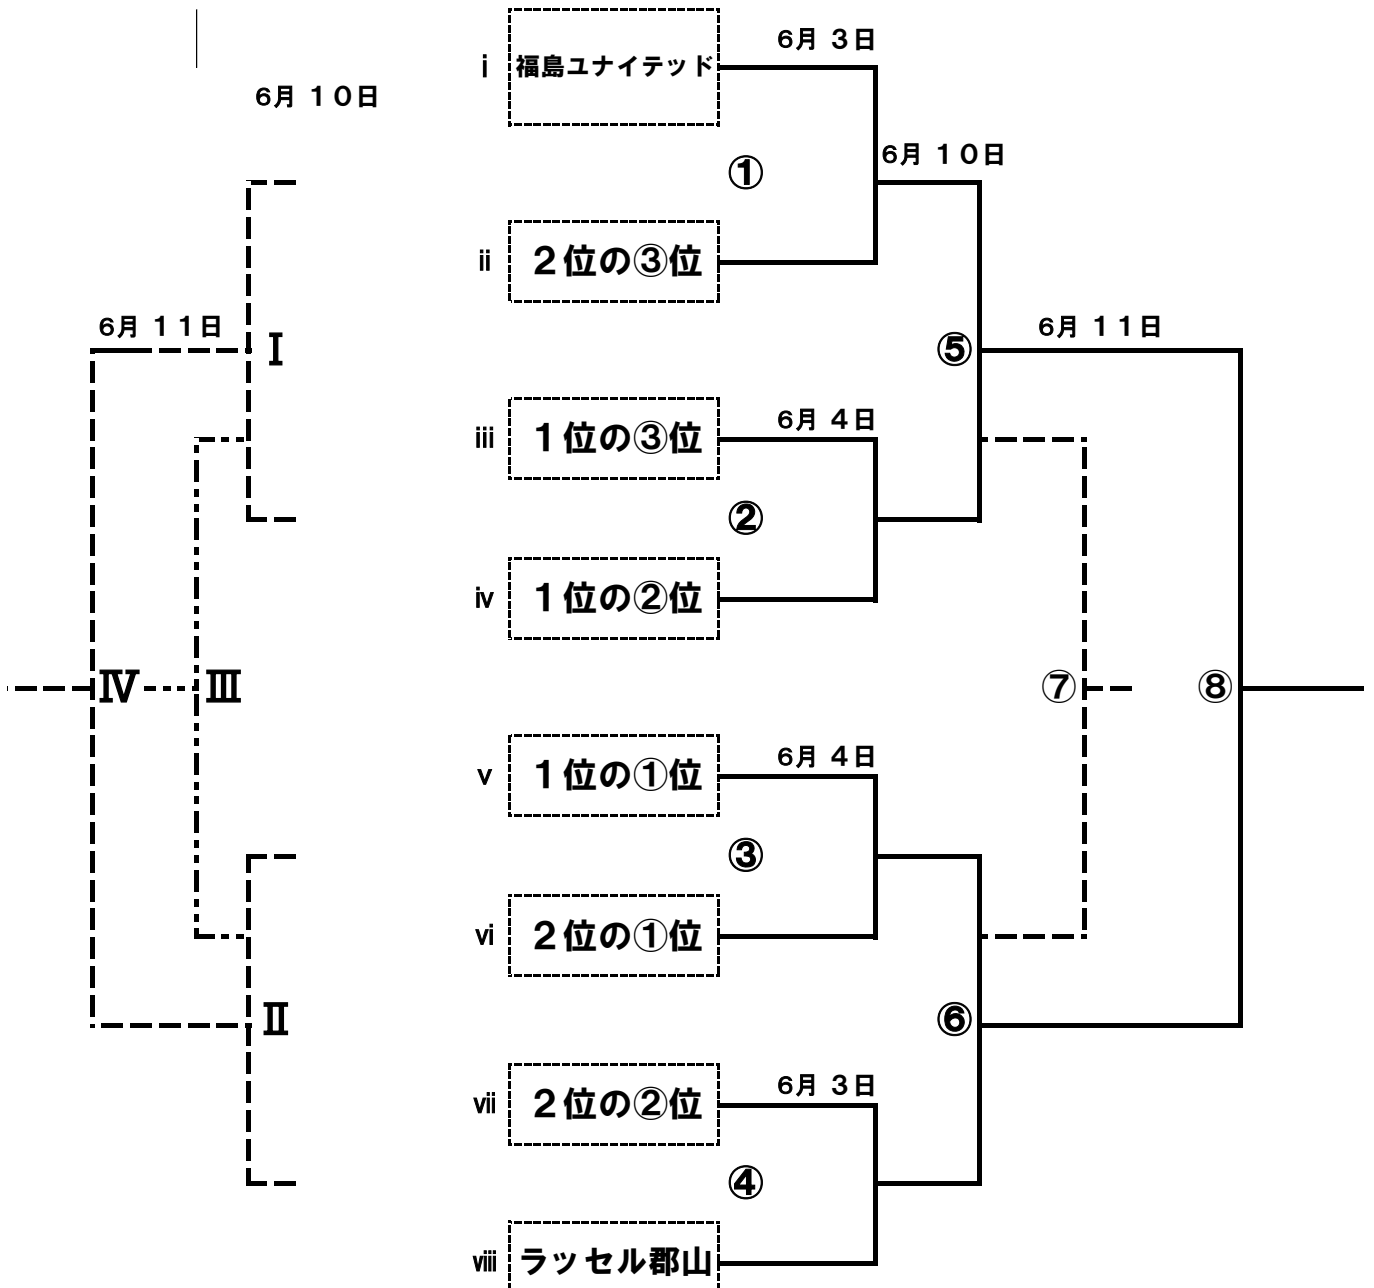 6月 3日
i 福島ユナイテッド
6月 10日
6月 10日
①
ii 2位の③位
6月 11日
6月 11日
Ⅰ
⑤
iii 1位の③位
6月 4日
②
iv 1位の②位
Ⅳ
Ⅲ
⑦
⑧
v 1位の①位
6月 4日
③
vi 2位の①位
Ⅱ
⑥
6月 3日
vii 2位の②位
④
viii ラッセル郡山